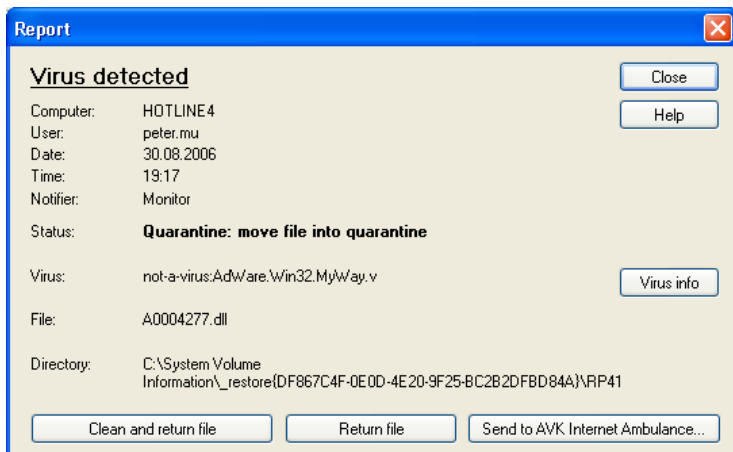 Report
Virus detected
Close
Computer: HOTLINE4
Help
User: peter.mu
Date: 30.08.2006
Time: 19:17
Notifier: Monitor
Status: Quarantine: move file into quarantine
Virus: not-a-virus:AdWare.Win32.MyWay.v
Virus info
File: A0004277.dll
Directory: C:\System Volume
Information\_restore{DF867C4F-0E0D-4E20-9F25-BC2B2DFBD84A}\RP41
Clean and return file Return file Send to AVK Internet Ambulance...